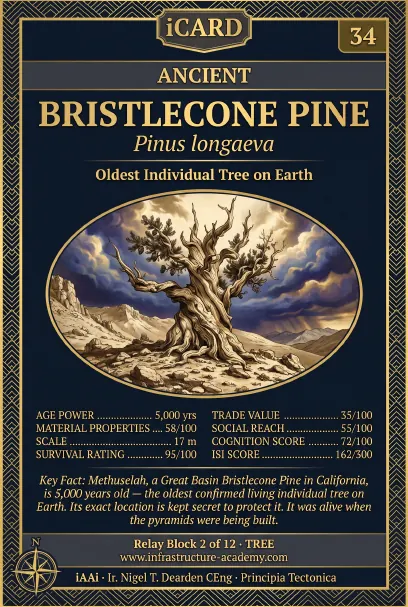 iCARD
34
ANCIENT
BRISTLECONE PINE
Pinus longaeva
Oldest Individual Tree on Earth
AGE POWER .................... 5,000 yrs
MATERIAL PROPERTIES .... 58/100
SCALE ..................................... 17 m
SURVIVAL RATING ............. 95/100
TRADE VALUE ..................... 35/100
SOCIAL REACH .................... 55/100
COGNITION SCORE ........... 72/100
ISI SCORE ........................... 162/300
Key Fact: Methuselah, a Great Basin Bristlecone Pine in California,
is 5,000 years old — the oldest confirmed living individual tree on
Earth. Its exact location is kept secret to protect it. It was alive when
the pyramids were being built.
N
Relay Block 2 of 12 · TREE
www.infrastructure-academy.com
iAAi · Ir. Nigel T. Dearden CEng · Principia Tectonica